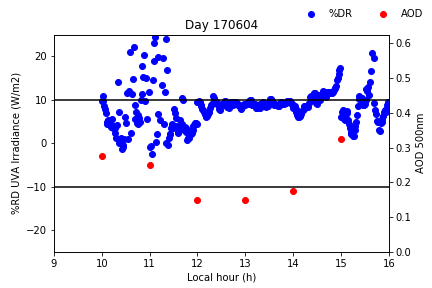 %DR AOD
Day 170604
20
10
0
−10
−20
%RD UVA Irradiance (W/m2)
0.6
0.5
0.4
0.3
0.2
0.1
0.0
AOD 500nm
9 10 11 12 13 14 15 16
Local hour (h)